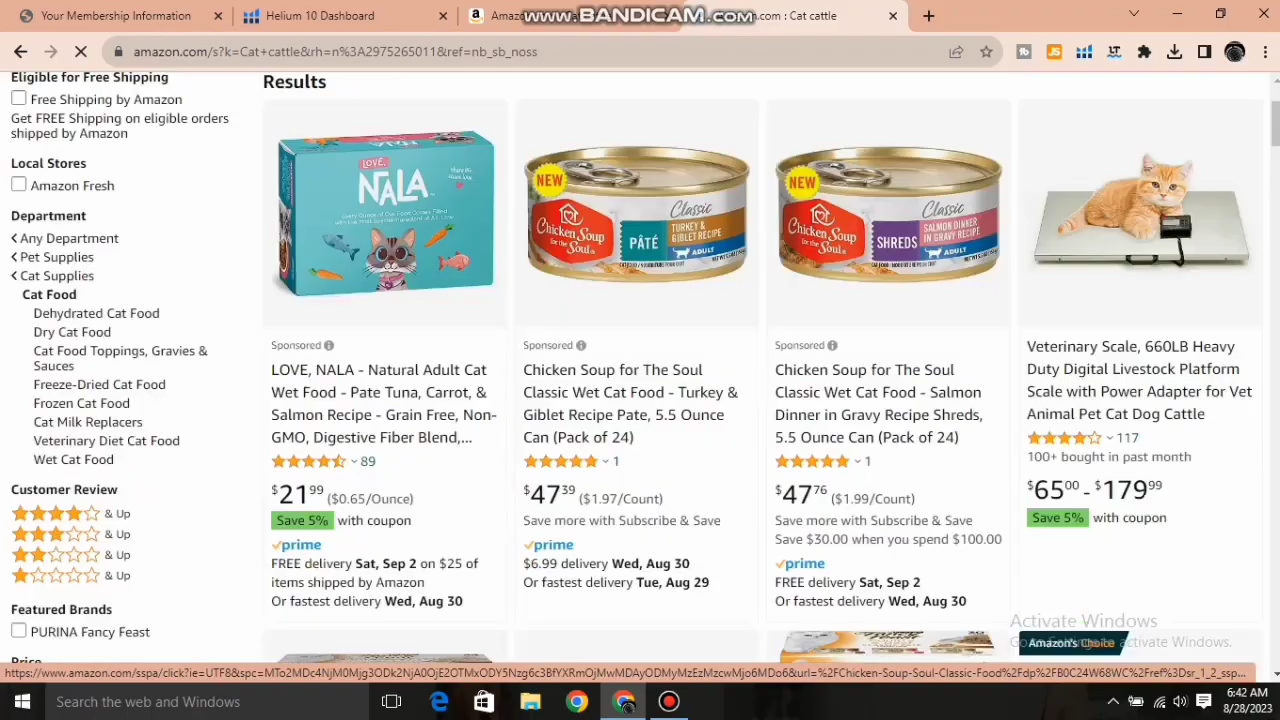 Your Membership Information
Helium 10 Dashboard
Amaz
www.BANDICAM.com
.com : Cat cattle
amazon.com/s?k=Cat+cattle&rh=n%3A2975265011&ref=nb_sb_noss
Eligible for Free Shipping
Free Shipping by Amazon
Get FREE Shipping on eligible orders
shipped by Amazon
Local Stores
Amazon Fresh
Department
Any Department
Pet Supplies
Cat Supplies
Cat Food
Dehydrated Cat Food
Dry Cat Food
Cat Food Toppings, Gravies &
Sauces
Freeze-Dried Cat Food
Frozen Cat Food
Cat Milk Replacers
Veterinary Diet Cat Food
Wet Cat Food
Customer Review
& Up
& Up
& Up
& Up
Featured Brands
PURINA Fancy Feast
Results
LOVE,
NALA
Sponsored
LOVE, NALA - Natural Adult Cat
Wet Food - Pate Tuna, Carrot, &
Salmon Recipe - Grain Free, Non-
GMO, Digestive Fiber Blend,...
89
$21 99 ($0.65/Ounce)
Save 5% with coupon
prime
FREE delivery Sat, Sep 2 on $25 of
items shipped by Amazon
Or fastest delivery Wed, Aug 30
NEW
Chicken Soup
for the Soul
Classic
PÂTÉ
TURKEY &
GIBLET RECIPE
ADULT
Sponsored
Chicken Soup for The Soul
Classic Wet Cat Food - Turkey &
Giblet Recipe Pate, 5.5 Ounce
Can (Pack of 24)
1
$47 39 ($1.97/Count)
Save more with Subscribe & Save
prime
$6.99 delivery Wed, Aug 30
Or fastest delivery Tue, Aug 29
NEW
Chicken Soup
for the Soul
Classic
SHREDS
SALMON DINNER
IN GRAVY RECIPE
ADULT
Sponsored
Chicken Soup for The Soul
Classic Wet Cat Food - Salmon
Dinner in Gravy Recipe Shreds,
5.5 Ounce Can (Pack of 24)
1
$47 76 ($1.99/Count)
Save more with Subscribe & Save
Save $30.00 when you spend $100.00
prime
FREE delivery Sat, Sep 2
Or fastest delivery Wed, Aug 30
Veterinary Scale, 660LB Heavy
Duty Digital Livestock Platform
Scale with Power Adapter for Vet
Animal Pet Cat Dog Cattle
117
100+ bought in past month
$65 00 - $179 99
Save 5% with coupon
Activate Windows
Amazon's Choice
activate Windows.
Search the web and Windows
6:42 AM
8/28/2023